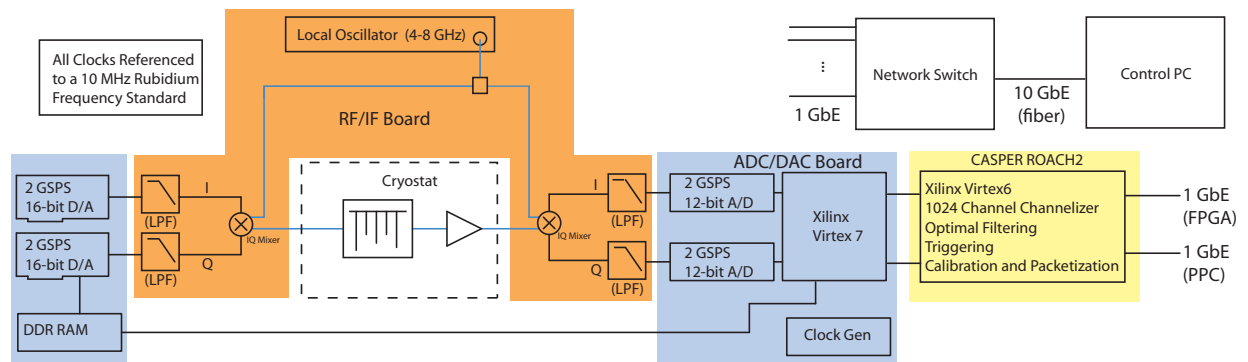 All Clocks Referenced
to a 10 MHz Rubidium
Frequency Standard
Local Oscillator (4-8 GHz)
RF/IF Board
1 GbE
Network Switch
10 GbE
(fiber)
Control PC
2 GSPS
16-bit D/A
2 GSPS
16-bit D/A
DDR RAM
(LPF)
(LPF)
I
Q
IQ Mixer
Cryostat
IQ Mixer
I
Q
(LPF)
(LPF)
ADC/DAC Board
2 GSPS
12-bit A/D
2 GSPS
12-bit A/D
Xilinx
Virtex 7
Clock Gen
CASPER ROACH2
Xilinx Virtex6
1024 Channel Channelizer
Optimal Filtering
Triggering
Calibration and Packetization
1 GbE
(FPGA)
1 GbE
(PPC)